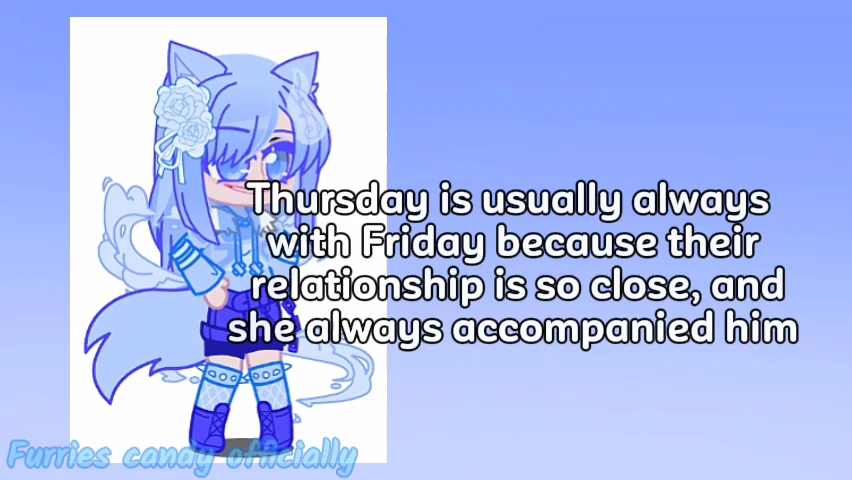 Thursday is usually always
with Friday because their
relationship is so close, and
she always accompanied him
Furries candy officially